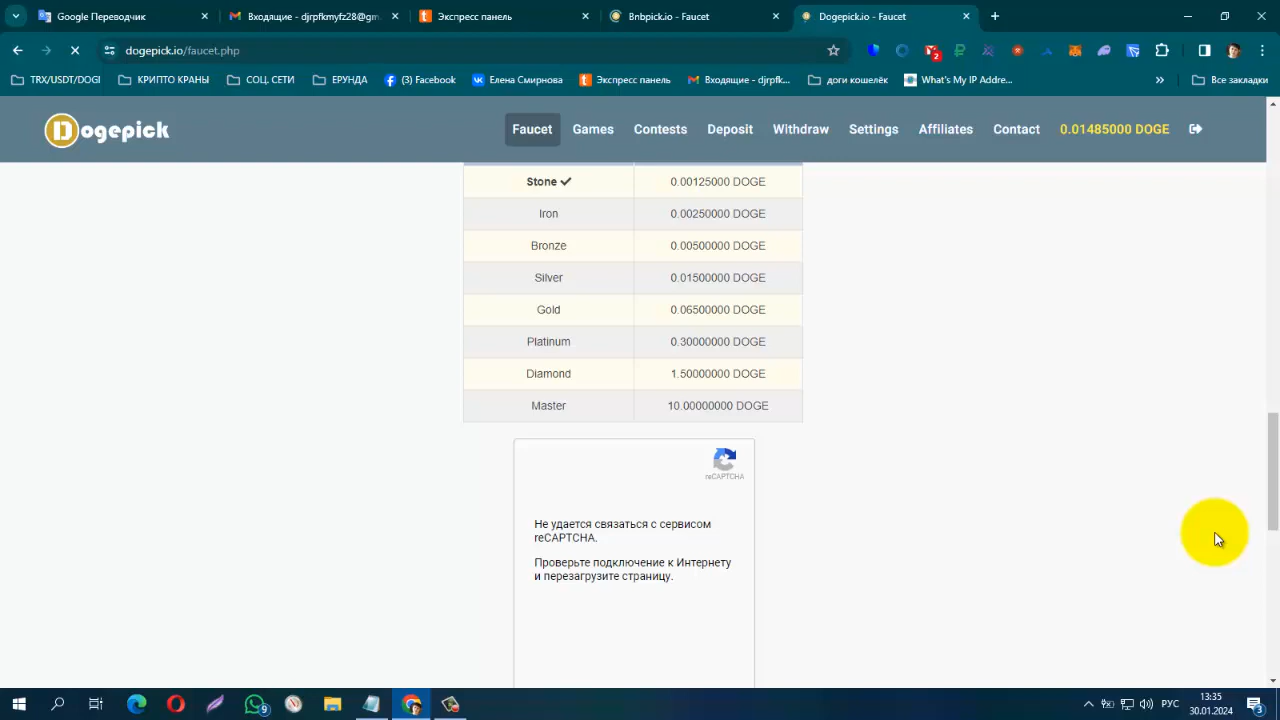 Google Переводчик
Входящие - djrpfkmyfz28@gm
Экспресс панель
Bnbpick.io - Faucet
Dogepick.io - Faucet
dogepick.io/faucet.php
2
TRX/USDT/DOGI
КРИПТО КРАНЫ
СОЦ. СЕТИ
ЕРУНДА
(3) Facebook
Елена Смирнова
Экспресс панель
Входящие - djrpfk...
доги кошелёк
What's My IP Addre...
Все закладки
Dogepick
Faucet
Games
Contests
Deposit
Withdraw
Settings
Affiliates
Contact
0.01485000 DOGE
Stone 0.00125000 DOGE
Iron 0.00250000 DOGE
Bronze 0.00500000 DOGE
Silver 0.01500000 DOGE
Gold 0.06500000 DOGE
Platinum 0.30000000 DOGE
Diamond 1.50000000 DOGE
Master 10.00000000 DOGE
reCAPTCHA
Не удается связаться с сервисом
reCAPTCHA.
Проверьте подключение к Интернету
и перезагрузите страницу.
9
РУС
13:35
30.01.2024
3